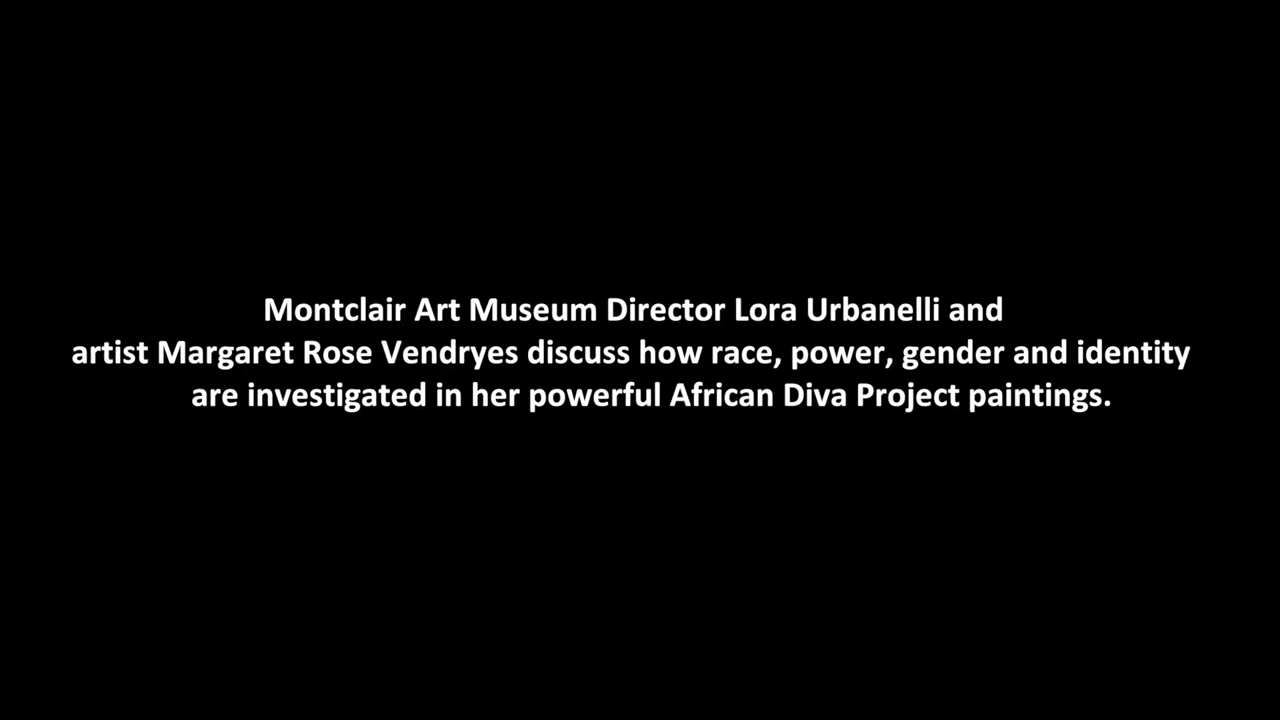 Montclair Art Museum Director Lora Urbanelli and
artist Margaret Rose Vendryes discuss how race, power, gender and identity
are investigated in her powerful African Diva Project paintings.